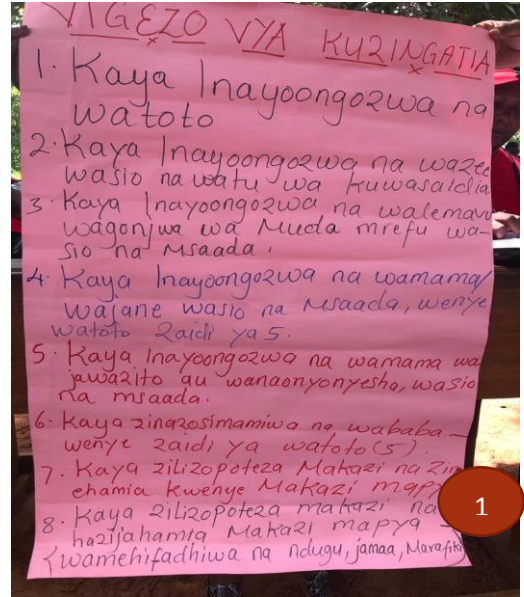 VIGEZO VYA KUZINGATIA
1. Kaya Inayoongozwa na
watoto
2. Kaya Inayoongozwa na wazee
wasio na watu wa kuwasaidia
3. Kaya Inayoongozwa na walemavu
wagonjwa wa Muda mrefu wa-
sio na Msaada.
4. Kaya Inayoongozwa na wamama/
Wajane wasio na Msaada, wenye
watoto Zaidi ya 5.
5. Kaya Inayoongozwa na wamama wa
jawazito au wanaonyonyesha, wasio
na msaada.
6. Kaya zinazosimamiwa na wababa -
wenye zaidi ya watoto (5).
7. Kaya zilizopoteza Makazi na Zim
ehamia Kwenye Makazi
8. Kaya zilizopoteza makazi na
hazijahamia Makazi mapya -
(wamehifadhiwa na ndugu, jamaa, Marafiki)
1